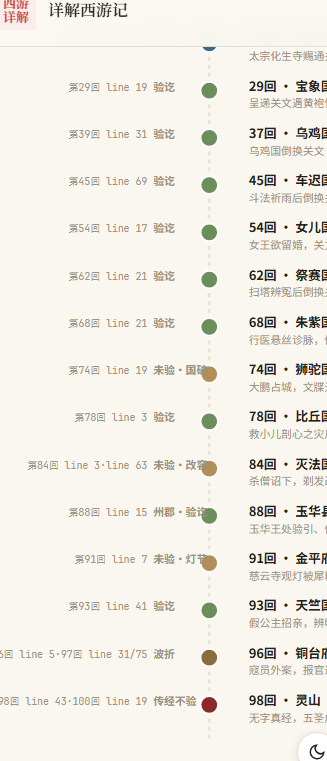 西游
详解
详解西游记
太宗化生寺赐通
第29回 line 19 验讫
29回 · 宝象国
呈递关文遇黄袍
第39回 line 31 验讫
37回 · 乌鸡国
乌鸡国倒换关文
第45回 line 69 验讫
45回 · 车迟国
斗法祈雨后倒换
第54回 line 17 验讫
54回 · 女儿国
女王欲留婚，关
第62回 line 21 验讫
62回 · 祭赛国
扫塔辨冤后倒换
第68回 line 21 验讫
68回 · 朱紫国
行医悬丝诊脉，
第74回 line 19 未验·国破
74回 · 狮驼国
大鹏占城，文牒
第78回 line 3 验讫
78回 · 比丘国
救小儿剖心之灾
第84回 line 3·line 63 未验·改容
84回 · 灭法国
杀僧诏下，剃发
第88回 line 15 州郡·验讫
88回 · 玉华县
玉华王处验引、
第91回 line 7 未验·灯节
91回 · 金平府
慈云寺观灯被犀
第93回 line 41 验讫
93回 · 天竺国
假公主招亲，辨
6回 line 5·97回 line 31/75 波折
96回 · 铜台府
寇员外案，报官
98回 line 43·100回 line 19 传经不验
98回 · 灵山
无字真经，五圣